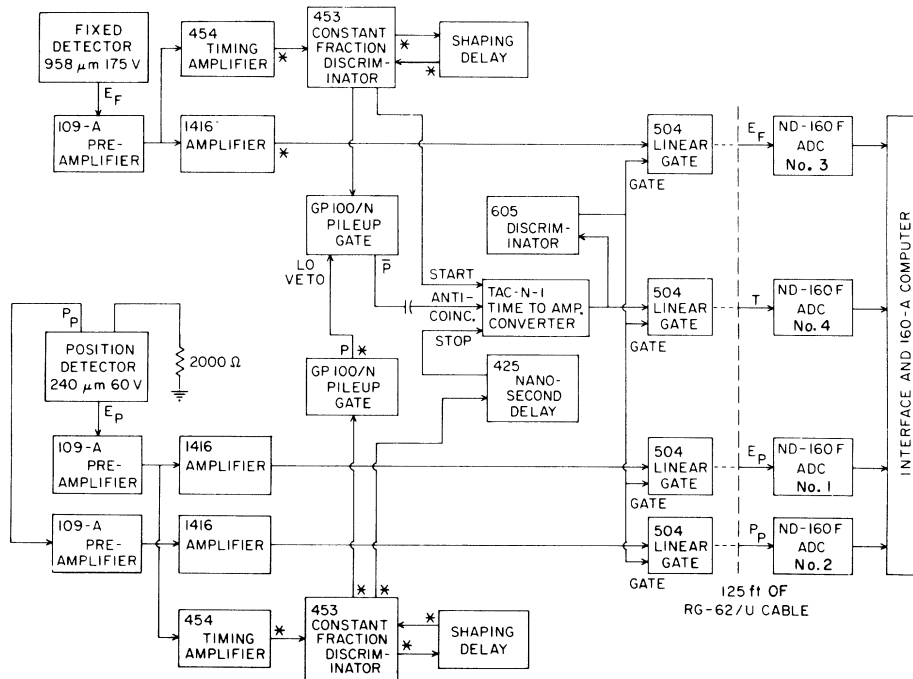 FIXED
DETECTOR
958 μm 175 V
E_F
109-A
PRE-
AMPLIFIER
454
TIMING
AMPLIFIER
*
1416
AMPLIFIER
*
453
CONSTANT
FRACTION
DISCRIM-
INATOR
*
*
SHAPING
DELAY
GP 100/N
PILEUP
GATE
LO
VETO
P̅
START
ANTI-
COINC.
STOP
605
DISCRIM-
INATOR
TAC-N-1
TIME TO AMP.
CONVERTER
P *
GP 100/N
PILEUP
GATE
425
NANO-
SECOND
DELAY
504
LINEAR
GATE
GATE
E_F
ND-160F
ADC
No. 3
504
LINEAR
GATE
GATE
T
ND-160F
ADC
No. 4
INTERFACE AND 160-A COMPUTER
P_P
POSITION
DETECTOR
240 μm 60 V
2000 Ω
E_P
109-A
PRE-
AMPLIFIER
1416
AMPLIFIER
504
LINEAR
GATE
GATE
E_P
ND-160F
ADC
No. 1
109-A
PRE-
AMPLIFIER
1416
AMPLIFIER
504
LINEAR
GATE
GATE
P_P
ND-160F
ADC
No. 2
125 ft OF
RG-62/U CABLE
454
TIMING
AMPLIFIER
*
* *
453
CONSTANT
FRACTION
DISCRIM-
INATOR
*
*
SHAPING
DELAY